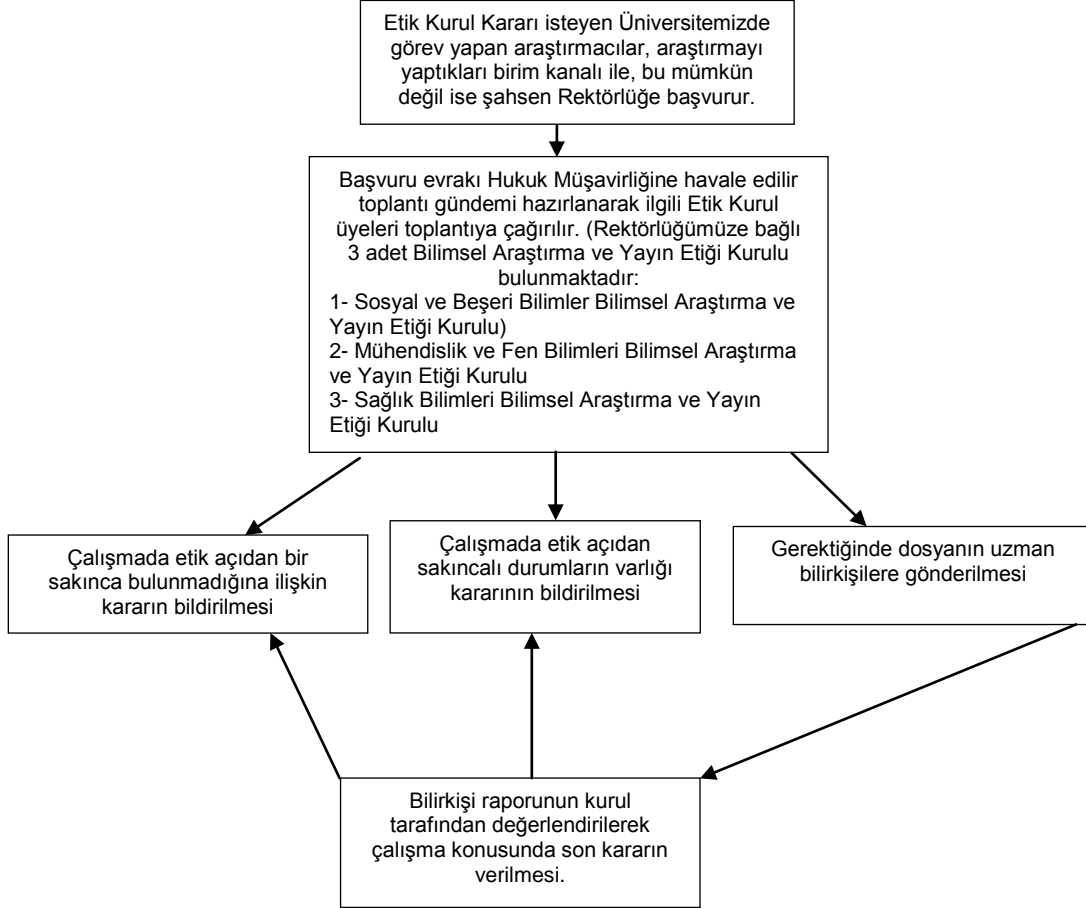 Etik Kurul Kararı isteyen Üniversitemizde
görev yapan araştırmacılar, araştırmayı
yaptıkları birim kanalı ile, bu mümkün
değil ise şahsen Rektörlüğe başvurur.
Başvuru evrakı Hukuk Müşavirliğine havale edilir
toplantı gündemi hazırlanarak ilgili Etik Kurul
üyeleri toplantıya çağırılır. (Rektörlüğümüze bağlı
3 adet Bilimsel Araştırma ve Yayın Etiği Kurulu
bulunmaktadır:
1- Sosyal ve Beşeri Bilimler Bilimsel Araştırma ve
Yayın Etiği Kurulu)
2- Mühendislik ve Fen Bilimleri Bilimsel Araştırma
ve Yayın Etiği Kurulu
3- Sağlık Bilimleri Bilimsel Araştırma ve Yayın
Etiği Kurulu
Çalışmada etik açıdan bir
sakınca bulunmadığına ilişkin
kararın bildirilmesi
Çalışmada etik açıdan
sakıncalı durumların varlığı
kararının bildirilmesi
Gerektiğinde dosyanın uzman
bilirkişilere gönderilmesi
Bilirkişi raporunun kurul
tarafından değerlendirilerek
çalışma konusunda son kararın
verilmesi.